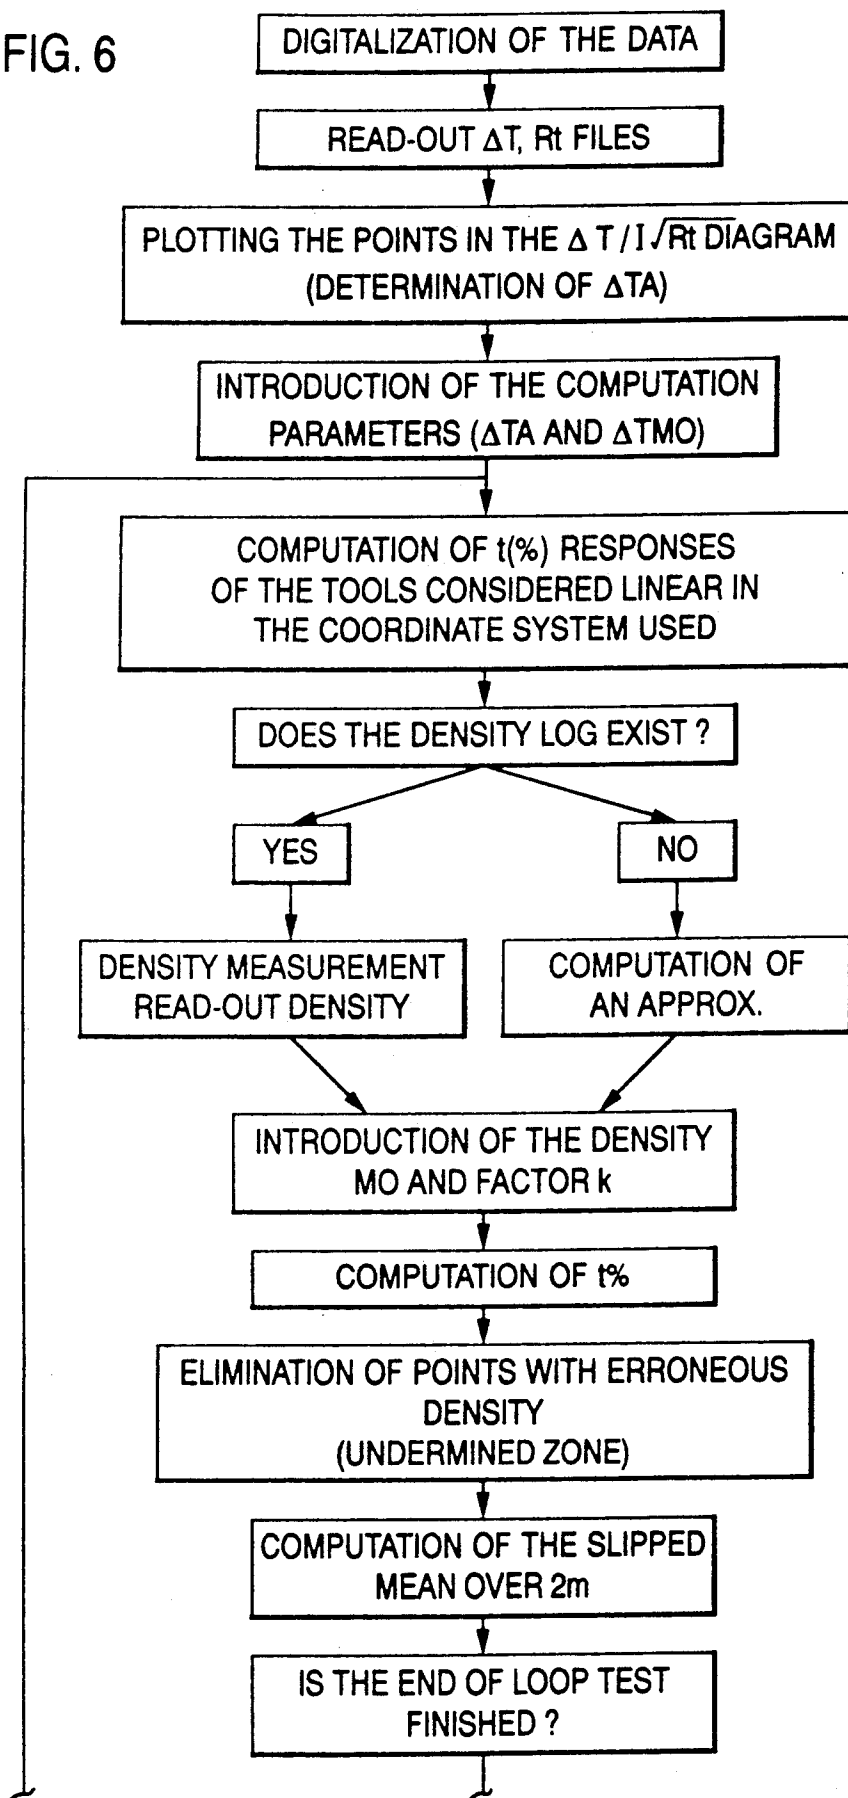 FIG. 6
DIGITALIZATION OF THE DATA
READ-OUT ΔT, Rt FILES
PLOTTING THE POINTS IN THE Δ T / I√Rt DIAGRAM
(DETERMINATION OF ΔTA)
INTRODUCTION OF THE COMPUTATION
PARAMETERS (ΔTA AND ΔTMO)
COMPUTATION OF t(%) RESPONSES
OF THE TOOLS CONSIDERED LINEAR IN
THE COORDINATE SYSTEM USED
DOES THE DENSITY LOG EXIST ?
YES
NO
DENSITY MEASUREMENT
READ-OUT DENSITY
COMPUTATION OF
AN APPROX.
INTRODUCTION OF THE DENSITY
MO AND FACTOR k
COMPUTATION OF t%
ELIMINATION OF POINTS WITH ERRONEOUS
DENSITY
(UNDERMINED ZONE)
COMPUTATION OF THE SLIPPED
MEAN OVER 2m
IS THE END OF LOOP TEST
FINISHED ?